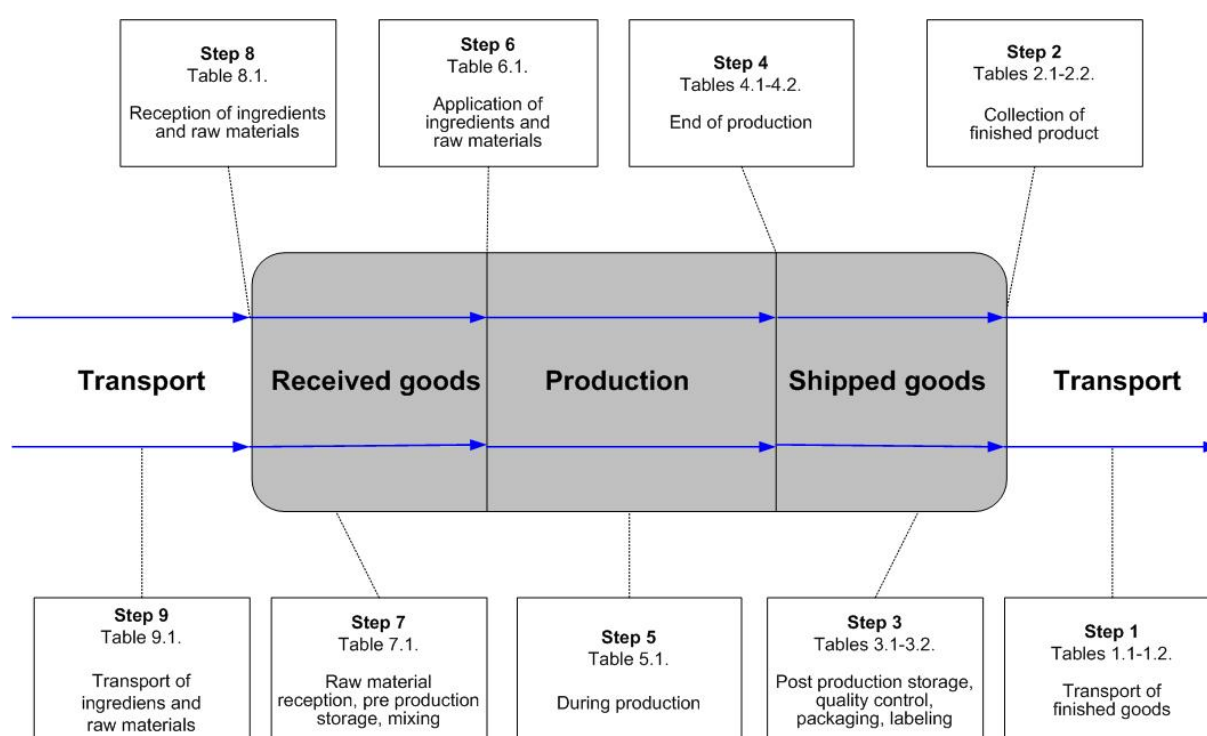 Step 8
Table 8.1.
Reception of ingredients
and raw materials
Step 6
Table 6.1.
Application of
ingredients and
raw materials
Step 4
Tables 4.1-4.2.
End of production
Step 2
Tables 2.1-2.2.
Collection of
finished product
Transport
Received goods
Production
Shipped goods
Transport
Step 9
Table 9.1.
Transport of
ingrediens and
raw materials
Step 7
Table 7.1.
Raw material
reception, pre production
storage, mixing
Step 5
Table 5.1.
During production
Step 3
Tables 3.1-3.2.
Post production storage,
quality control,
packaging, labeling
Step 1
Tables 1.1-1.2.
Transport of
finished goods